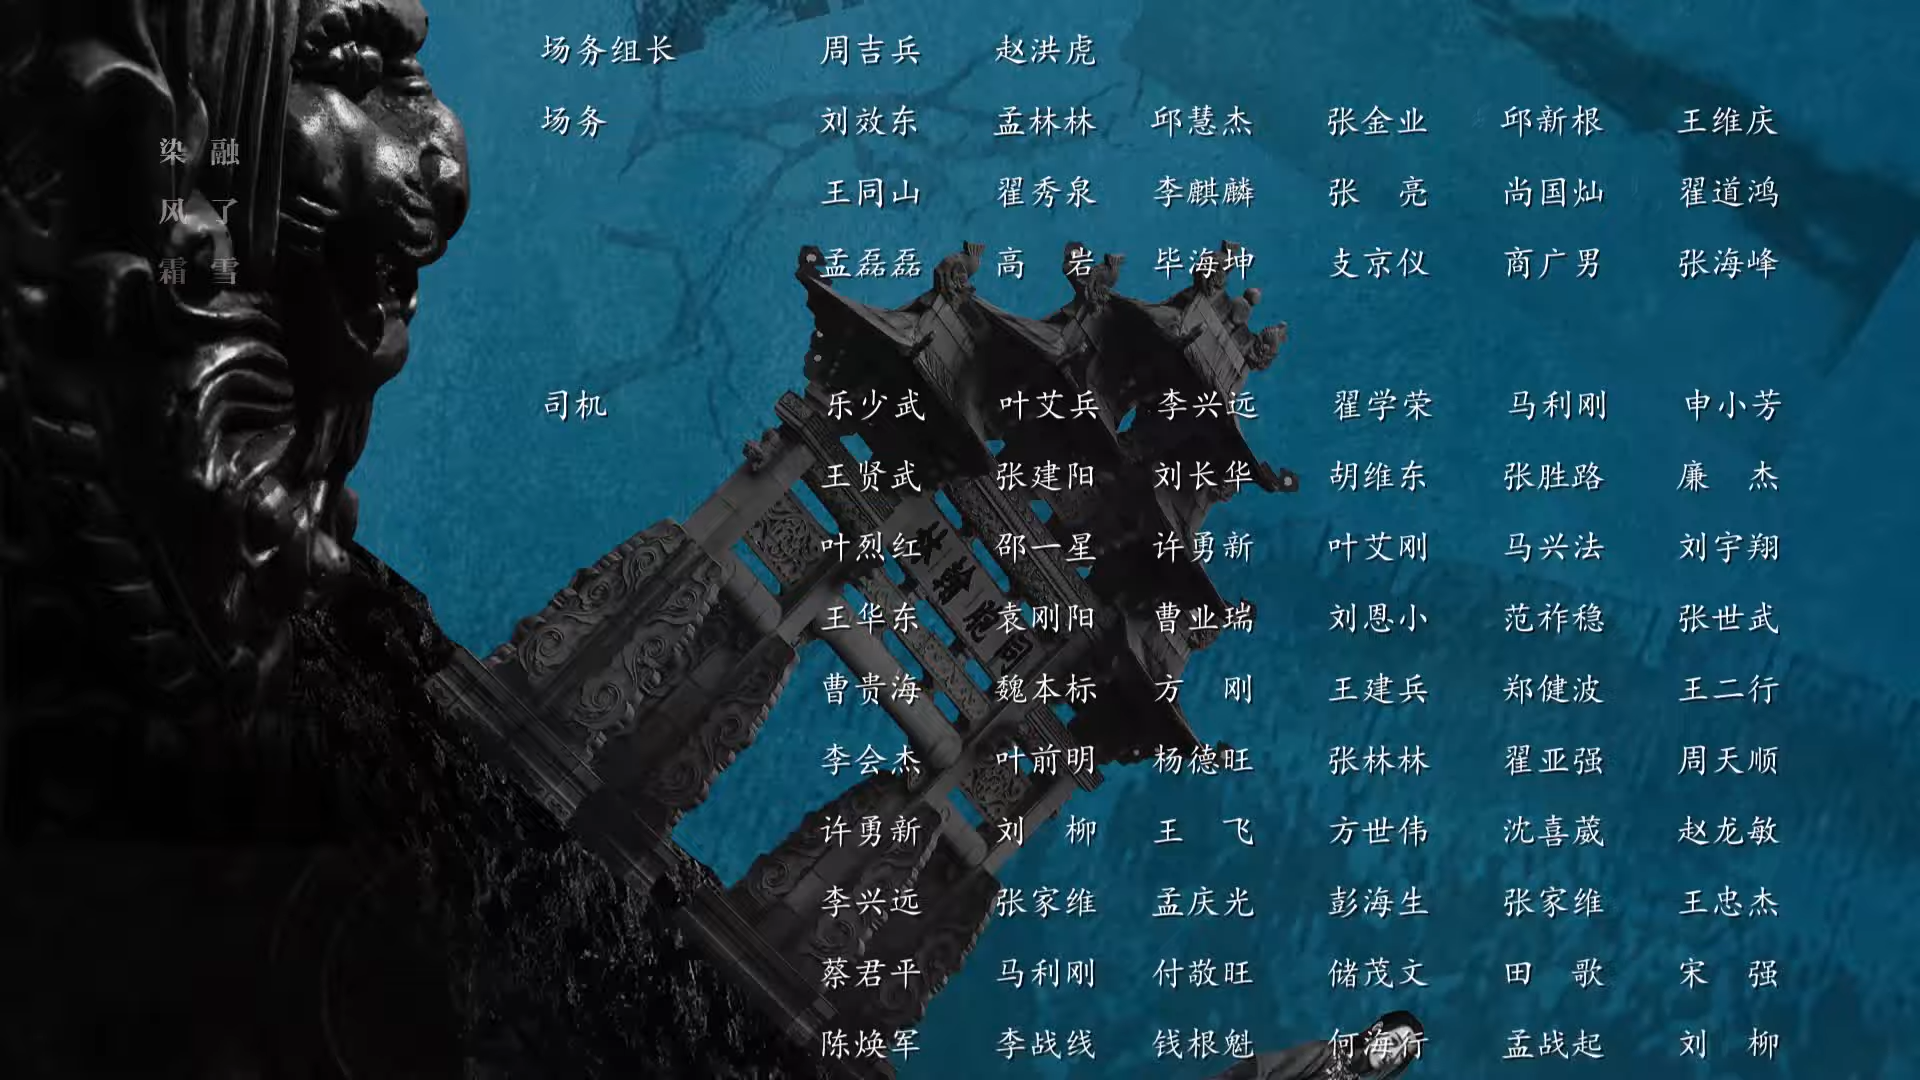 场务组长 周吉兵 赵洪虎
场务 刘效东 孟林林 邱慧杰 张金业 邱新根 王维庆
王同山 翟秀泉 李麒麟 张 亮 尚国灿 翟道鸿
孟磊磊 高 岩 毕海坤 支京仪 商广男 张海峰
司机 乐少武 叶艾兵 李兴远 翟学荣 马利刚 申小芳
王贤武 张建阳 刘长华 胡维东 张胜路 廉 杰
叶烈红 邵一星 许勇新 叶艾刚 马兴法 刘宇翔
王华东 袁刚阳 曹业瑞 刘恩小 范祚稳 张世武
曹贵海 魏本标 方 刚 王建兵 郑健波 王二行
李会杰 叶前明 杨德旺 张林林 翟亚强 周天顺
许勇新 刘 柳 王 飞 方世伟 沈喜葳 赵龙敏
李兴远 张家维 孟庆光 彭海生 张家维 王忠杰
蔡君平 马利刚 付敬旺 储茂文 田 歌 宋 强
陈焕军 李战线 钱根魁 何海行 孟战起 刘 柳
融了雪
染风霜